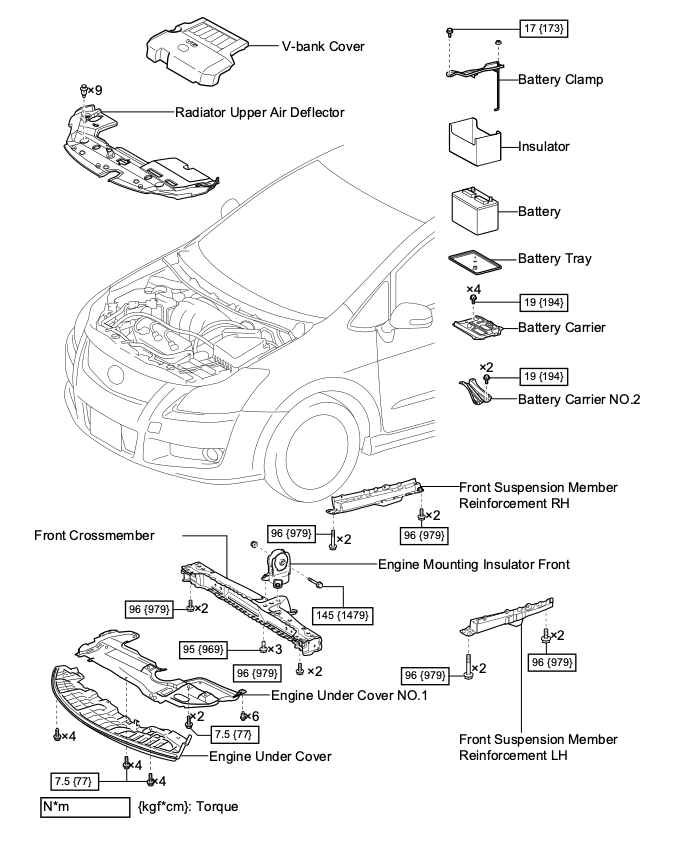 V-bank Cover
17 {173}
×9
Battery Clamp
Radiator Upper Air Deflector
Insulator
Battery
Battery Tray
×4
19 {194}
Battery Carrier
×2
19 {194}
Battery Carrier NO.2
Front Suspension Member
Reinforcement RH
×2
96 {979}
×2
96 {979}
Front Crossmember
Engine Mounting Insulator Front
96 {979}
×2
145 {1479}
95 {969}
×3
96 {979}
×2
×2
96 {979}
96 {979}
×2
Engine Under Cover NO.1
×2
×6
7.5 {77}
×4
Front Suspension Member
Reinforcement LH
Engine Under Cover
×4
7.5 {77}
×4
N*m
{kgf*cm}: Torque